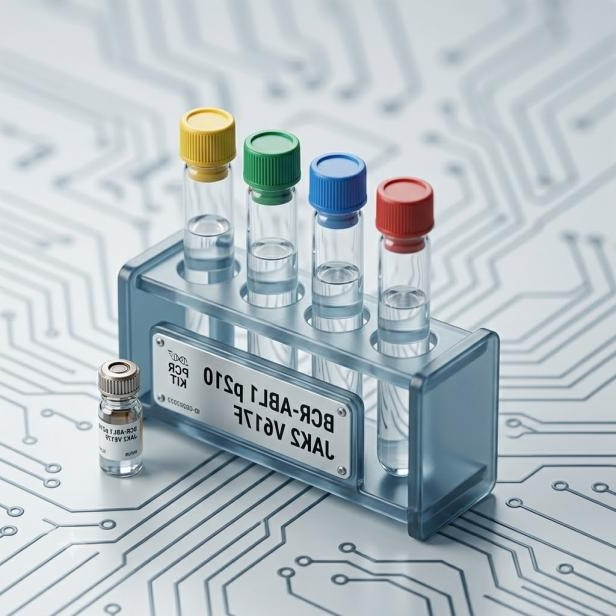 PCR
KIT
BCR-ABL1 p210
JAK2 V617F
BCR-ABL1 p210
JAK2 V617F